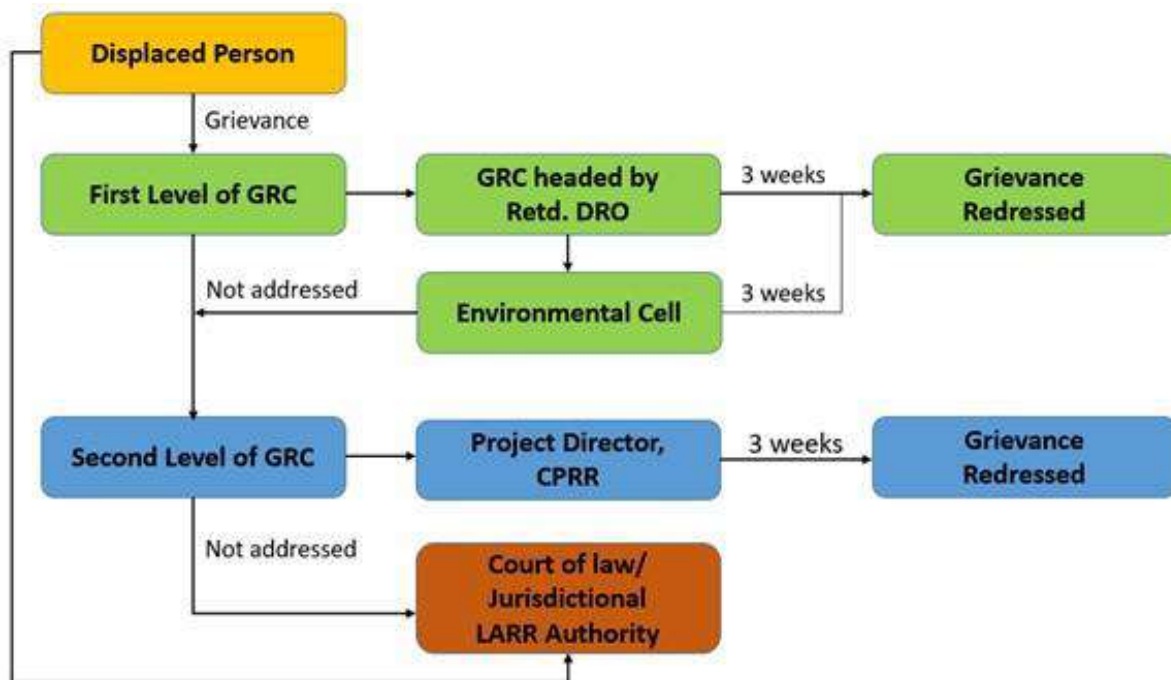 Displaced Person
Grievance
First Level of GRC
GRC headed by
Retd. DRO
3 weeks
Grievance
Redressed
Not addressed
Environmental Cell
3 weeks
Second Level of GRC
Project Director,
CPRR
3 weeks
Grievance
Redressed
Not addressed
Court of law/
Jurisdictional
LARR Authority